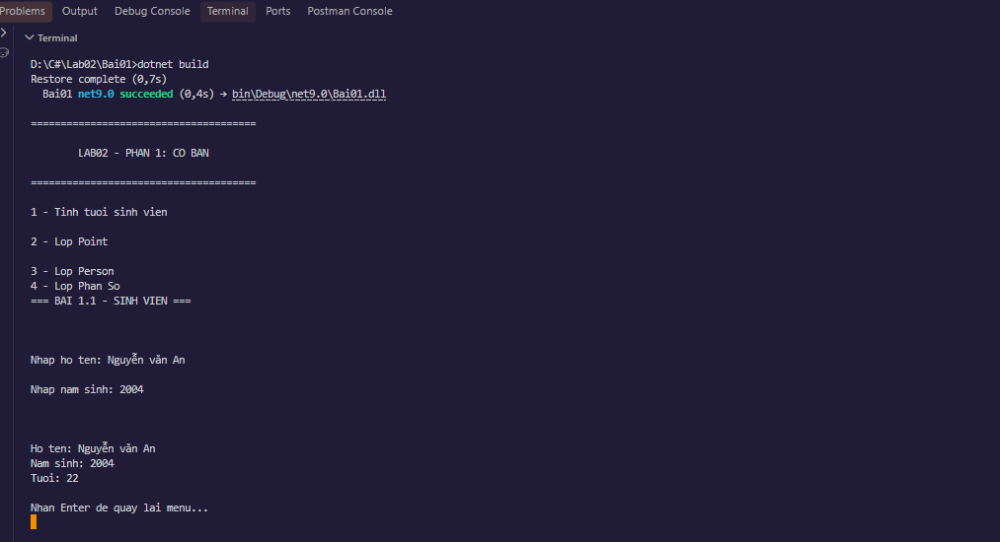 Problems Output Debug Console Terminal Ports Postman Console
Terminal
D:\C#\Lab02\Bai01>dotnet build
Restore complete (0,7s)
Bai01 net9.0 succeeded (0,4s) → bin\Debug\net9.0\Bai01.dll
======================================
LAB02 - PHAN 1: CO BAN
======================================
1 - Tinh tuoi sinh vien
2 - Lop Point
3 - Lop Person
4 - Lop Phan So
=== BAI 1.1 - SINH VIEN ===
Nhap ho ten: Nguyễn văn An
Nhap nam sinh: 2004
Ho ten: Nguyễn văn An
Nam sinh: 2004
Tuoi: 22
Nhan Enter de quay lai menu...